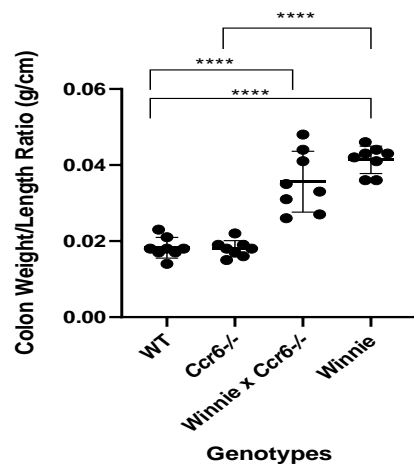 ****
****
****
Colon Weight/Length Ratio (g/cm)
0.06
0.04
0.02
0.00
WT
Ccr6-/-
Winnie x Ccr6-/-
Winnie
Genotypes